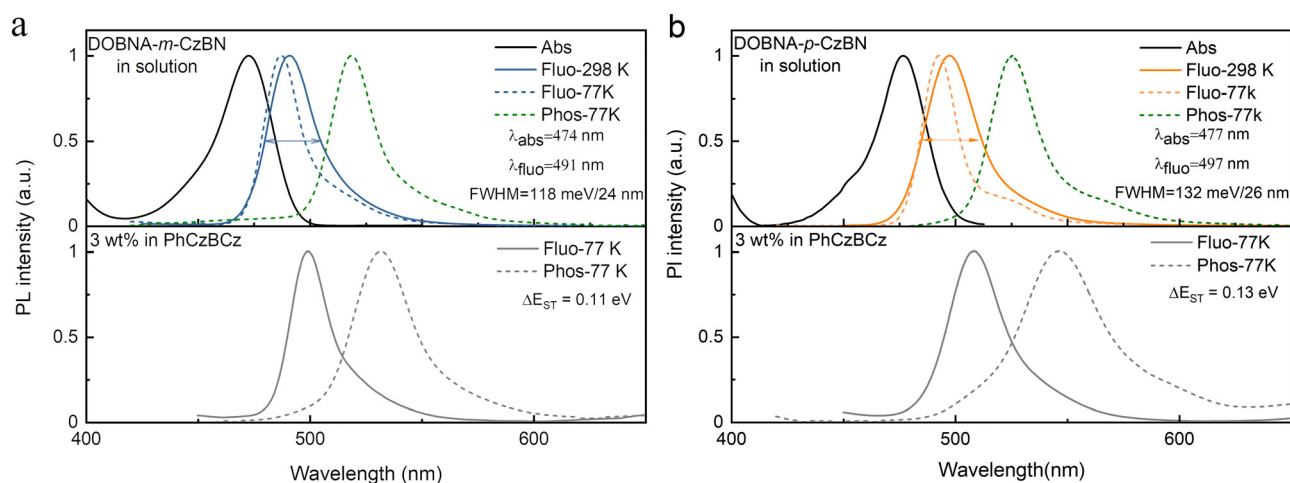 a
DOBNA-m-CzBN
in solution
Abs
Fluo-298 K
Fluo-77K
Phos-77K
λabs=474 nm
λfluo=491 nm
FWHM=118 meV/24 nm
1
0.5
0
3 wt% in PhCzBCz
Fluo-77K
Phos-77 K
ΔEST = 0.11 eV
1
0.5
0
400
500
600
PL intensity (a.u.)
Wavelength (nm)
b
DOBNA-p-CzBN
in solution
Abs
Fluo-298 K
Fluo-77k
Phos-77k
λabs=477 nm
λfluo=497 nm
FWHM=132 meV/26 nm
1
0.5
0
3 wt% in PhCzBCz
Fluo-77K
Phos-77K
ΔEST = 0.13 eV
1
0.5
0
400
500
600
Pl intensity (a.u.)
Wavelength(nm)